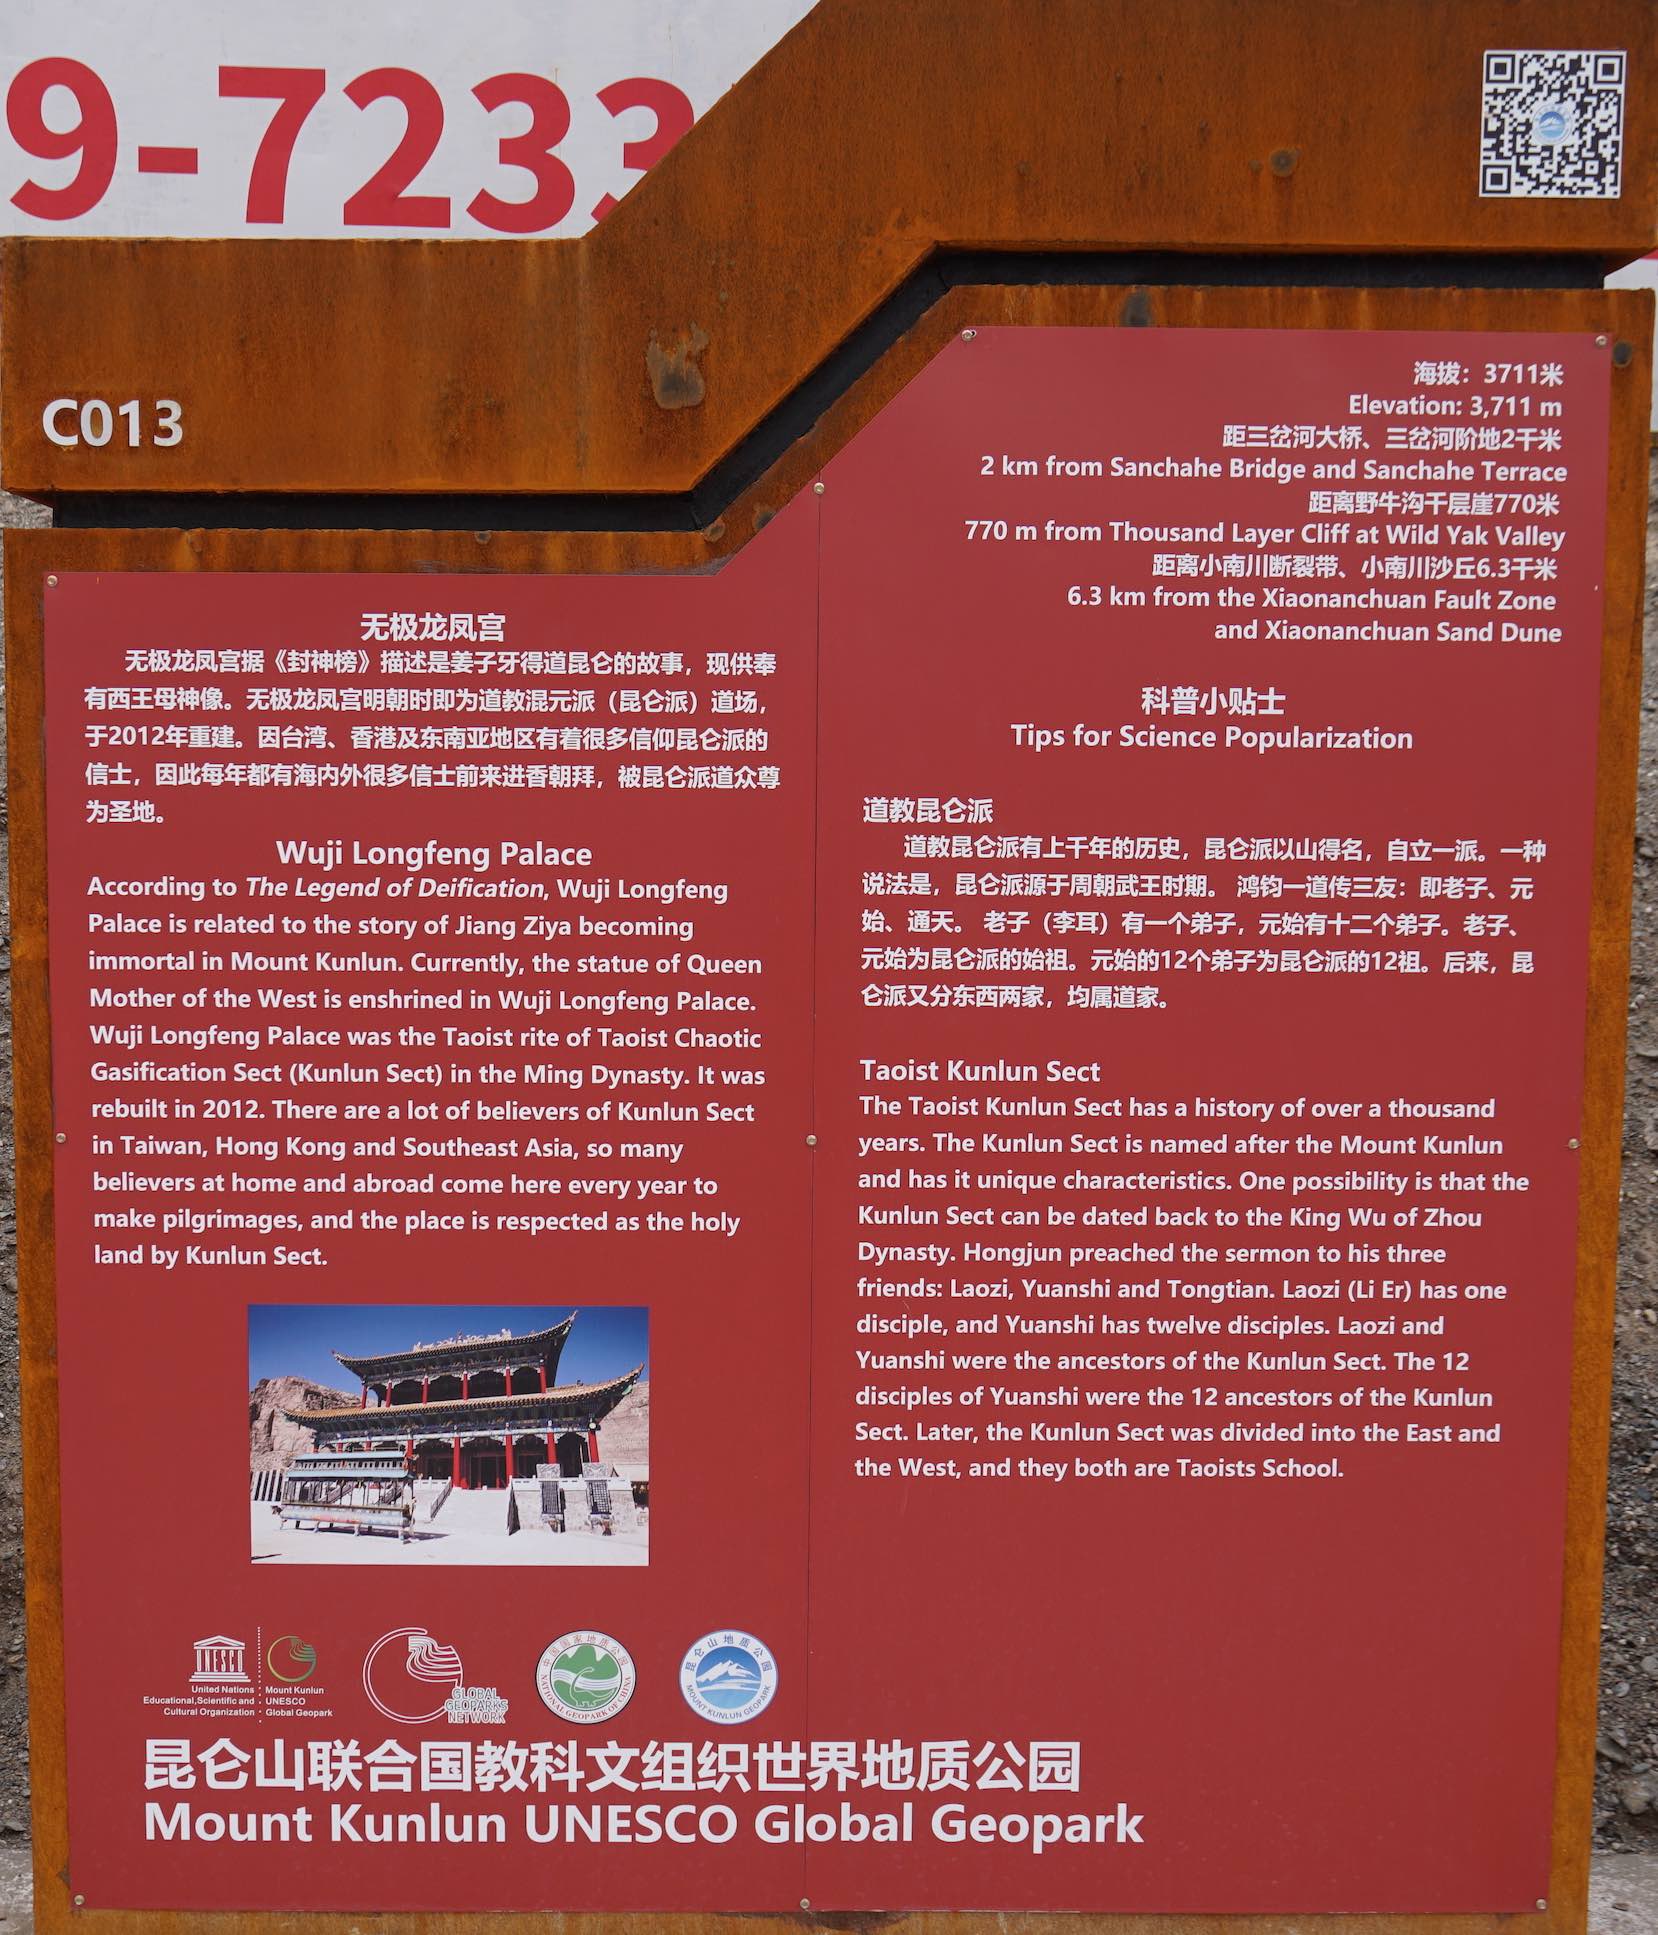 9-7233
C013
海拔：3711米
Elevation: 3,711 m
距三岔河大桥、三岔河阶地2千米
2 km from Sanchahe Bridge and Sanchahe Terrace
距离野牛沟千层崖770米
770 m from Thousand Layer Cliff at Wild Yak Valley
距离小南川断裂带、小南川沙丘6.3千米
6.3 km from the Xiaonanchuan Fault Zone
and Xiaonanchuan Sand Dune
无极龙凤宫
无极龙凤宫据《封神榜》描述是姜子牙得道昆仑的故事，现供奉
有西王母神像。无极龙凤宫明朝时即为道教混元派（昆仑派）道场，
于2012年重建。因台湾、香港及东南亚地区有着很多信仰昆仑派的
信士，因此每年都有海内外很多信士前来进香朝拜，被昆仑派道众尊
为圣地。
Wuji Longfeng Palace
According to The Legend of Deification, Wuji Longfeng
Palace is related to the story of Jiang Ziya becoming
immortal in Mount Kunlun. Currently, the statue of Queen
Mother of the West is enshrined in Wuji Longfeng Palace.
Wuji Longfeng Palace was the Taoist rite of Taoist Chaotic
Gasification Sect (Kunlun Sect) in the Ming Dynasty. It was
rebuilt in 2012. There are a lot of believers of Kunlun Sect
in Taiwan, Hong Kong and Southeast Asia, so many
believers at home and abroad come here every year to
make pilgrimages, and the place is respected as the holy
land by Kunlun Sect.
科普小贴士
Tips for Science Popularization
道教昆仑派
道教昆仑派有上千年的历史，昆仑派以山得名，自立一派。一种
说法是，昆仑派源于周朝武王时期。 鸿钧一道传三友：即老子、元
始、通天。 老子（李耳）有一个弟子，元始有十二个弟子。老子、
元始为昆仑派的始祖。元始的12个弟子为昆仑派的12祖。后来，昆
仑派又分东西两家，均属道家。
Taoist Kunlun Sect
The Taoist Kunlun Sect has a history of over a thousand
years. The Kunlun Sect is named after the Mount Kunlun
and has it unique characteristics. One possibility is that the
Kunlun Sect can be dated back to the King Wu of Zhou
Dynasty. Hongjun preached the sermon to his three
friends: Laozi, Yuanshi and Tongtian. Laozi (Li Er) has one
disciple, and Yuanshi has twelve disciples. Laozi and
Yuanshi were the ancestors of the Kunlun Sect. The 12
disciples of Yuanshi were the 12 ancestors of the Kunlun
Sect. Later, the Kunlun Sect was divided into the East and
the West, and they both are Taoists School.
UNESCO
United Nations
Educational, Scientific and
Cultural Organization
Mount Kunlun
UNESCO
Global Geopark
GLOBAL
GEOPARKS
NETWORK
中国国家地质公园
NATIONAL GEOPARK OF CHINA
昆仑山地质公园
MOUNT KUNLUN GEOPARK
昆仑山联合国教科文组织世界地质公园
Mount Kunlun UNESCO Global Geopark